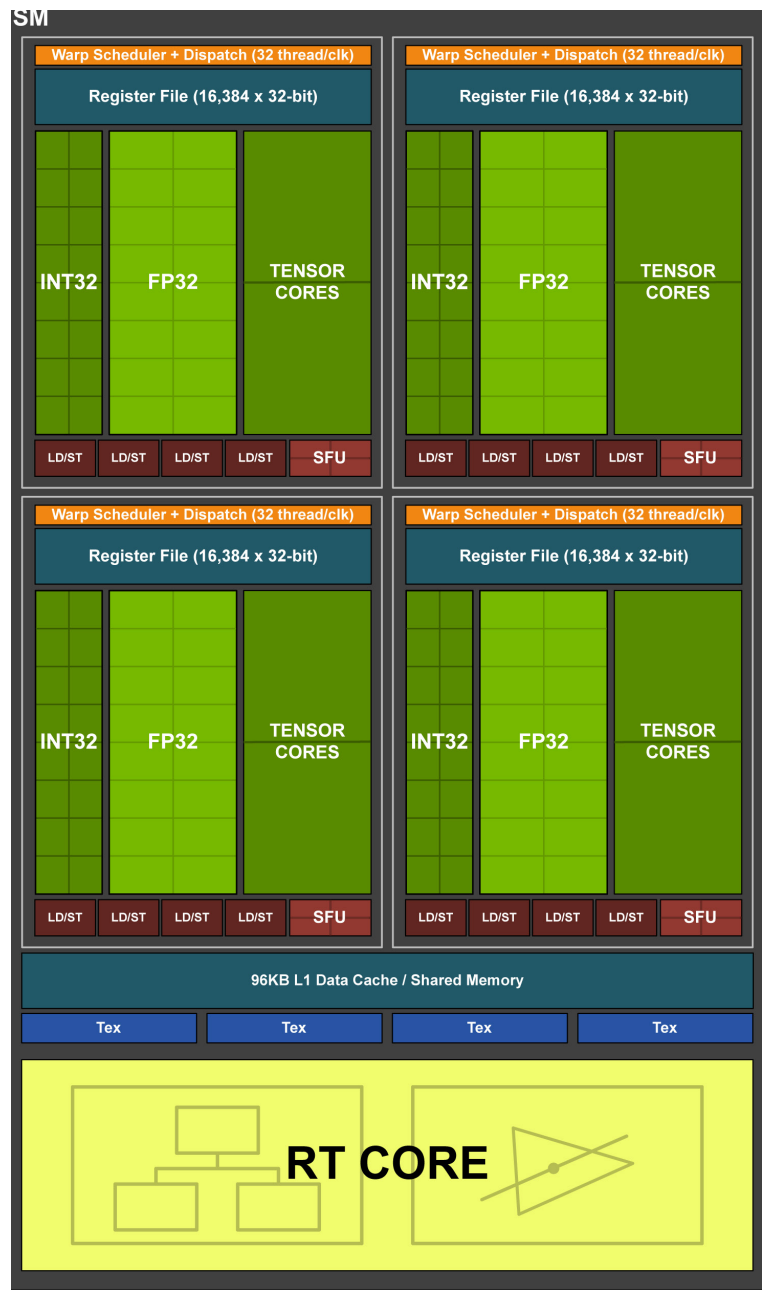 SM
Warp Scheduler + Dispatch (32 thread/clk)
Register File (16,384 x 32-bit)
INT32
FP32
TENSOR
CORES
LD/ST
LD/ST
LD/ST
LD/ST
SFU
Warp Scheduler + Dispatch (32 thread/clk)
Register File (16,384 x 32-bit)
INT32
FP32
TENSOR
CORES
LD/ST
LD/ST
LD/ST
LD/ST
SFU
Warp Scheduler + Dispatch (32 thread/clk)
Register File (16,384 x 32-bit)
INT32
FP32
TENSOR
CORES
LD/ST
LD/ST
LD/ST
LD/ST
SFU
Warp Scheduler + Dispatch (32 thread/clk)
Register File (16,384 x 32-bit)
INT32
FP32
TENSOR
CORES
LD/ST
LD/ST
LD/ST
LD/ST
SFU
96KB L1 Data Cache / Shared Memory
Tex
Tex
Tex
Tex
RT CORE